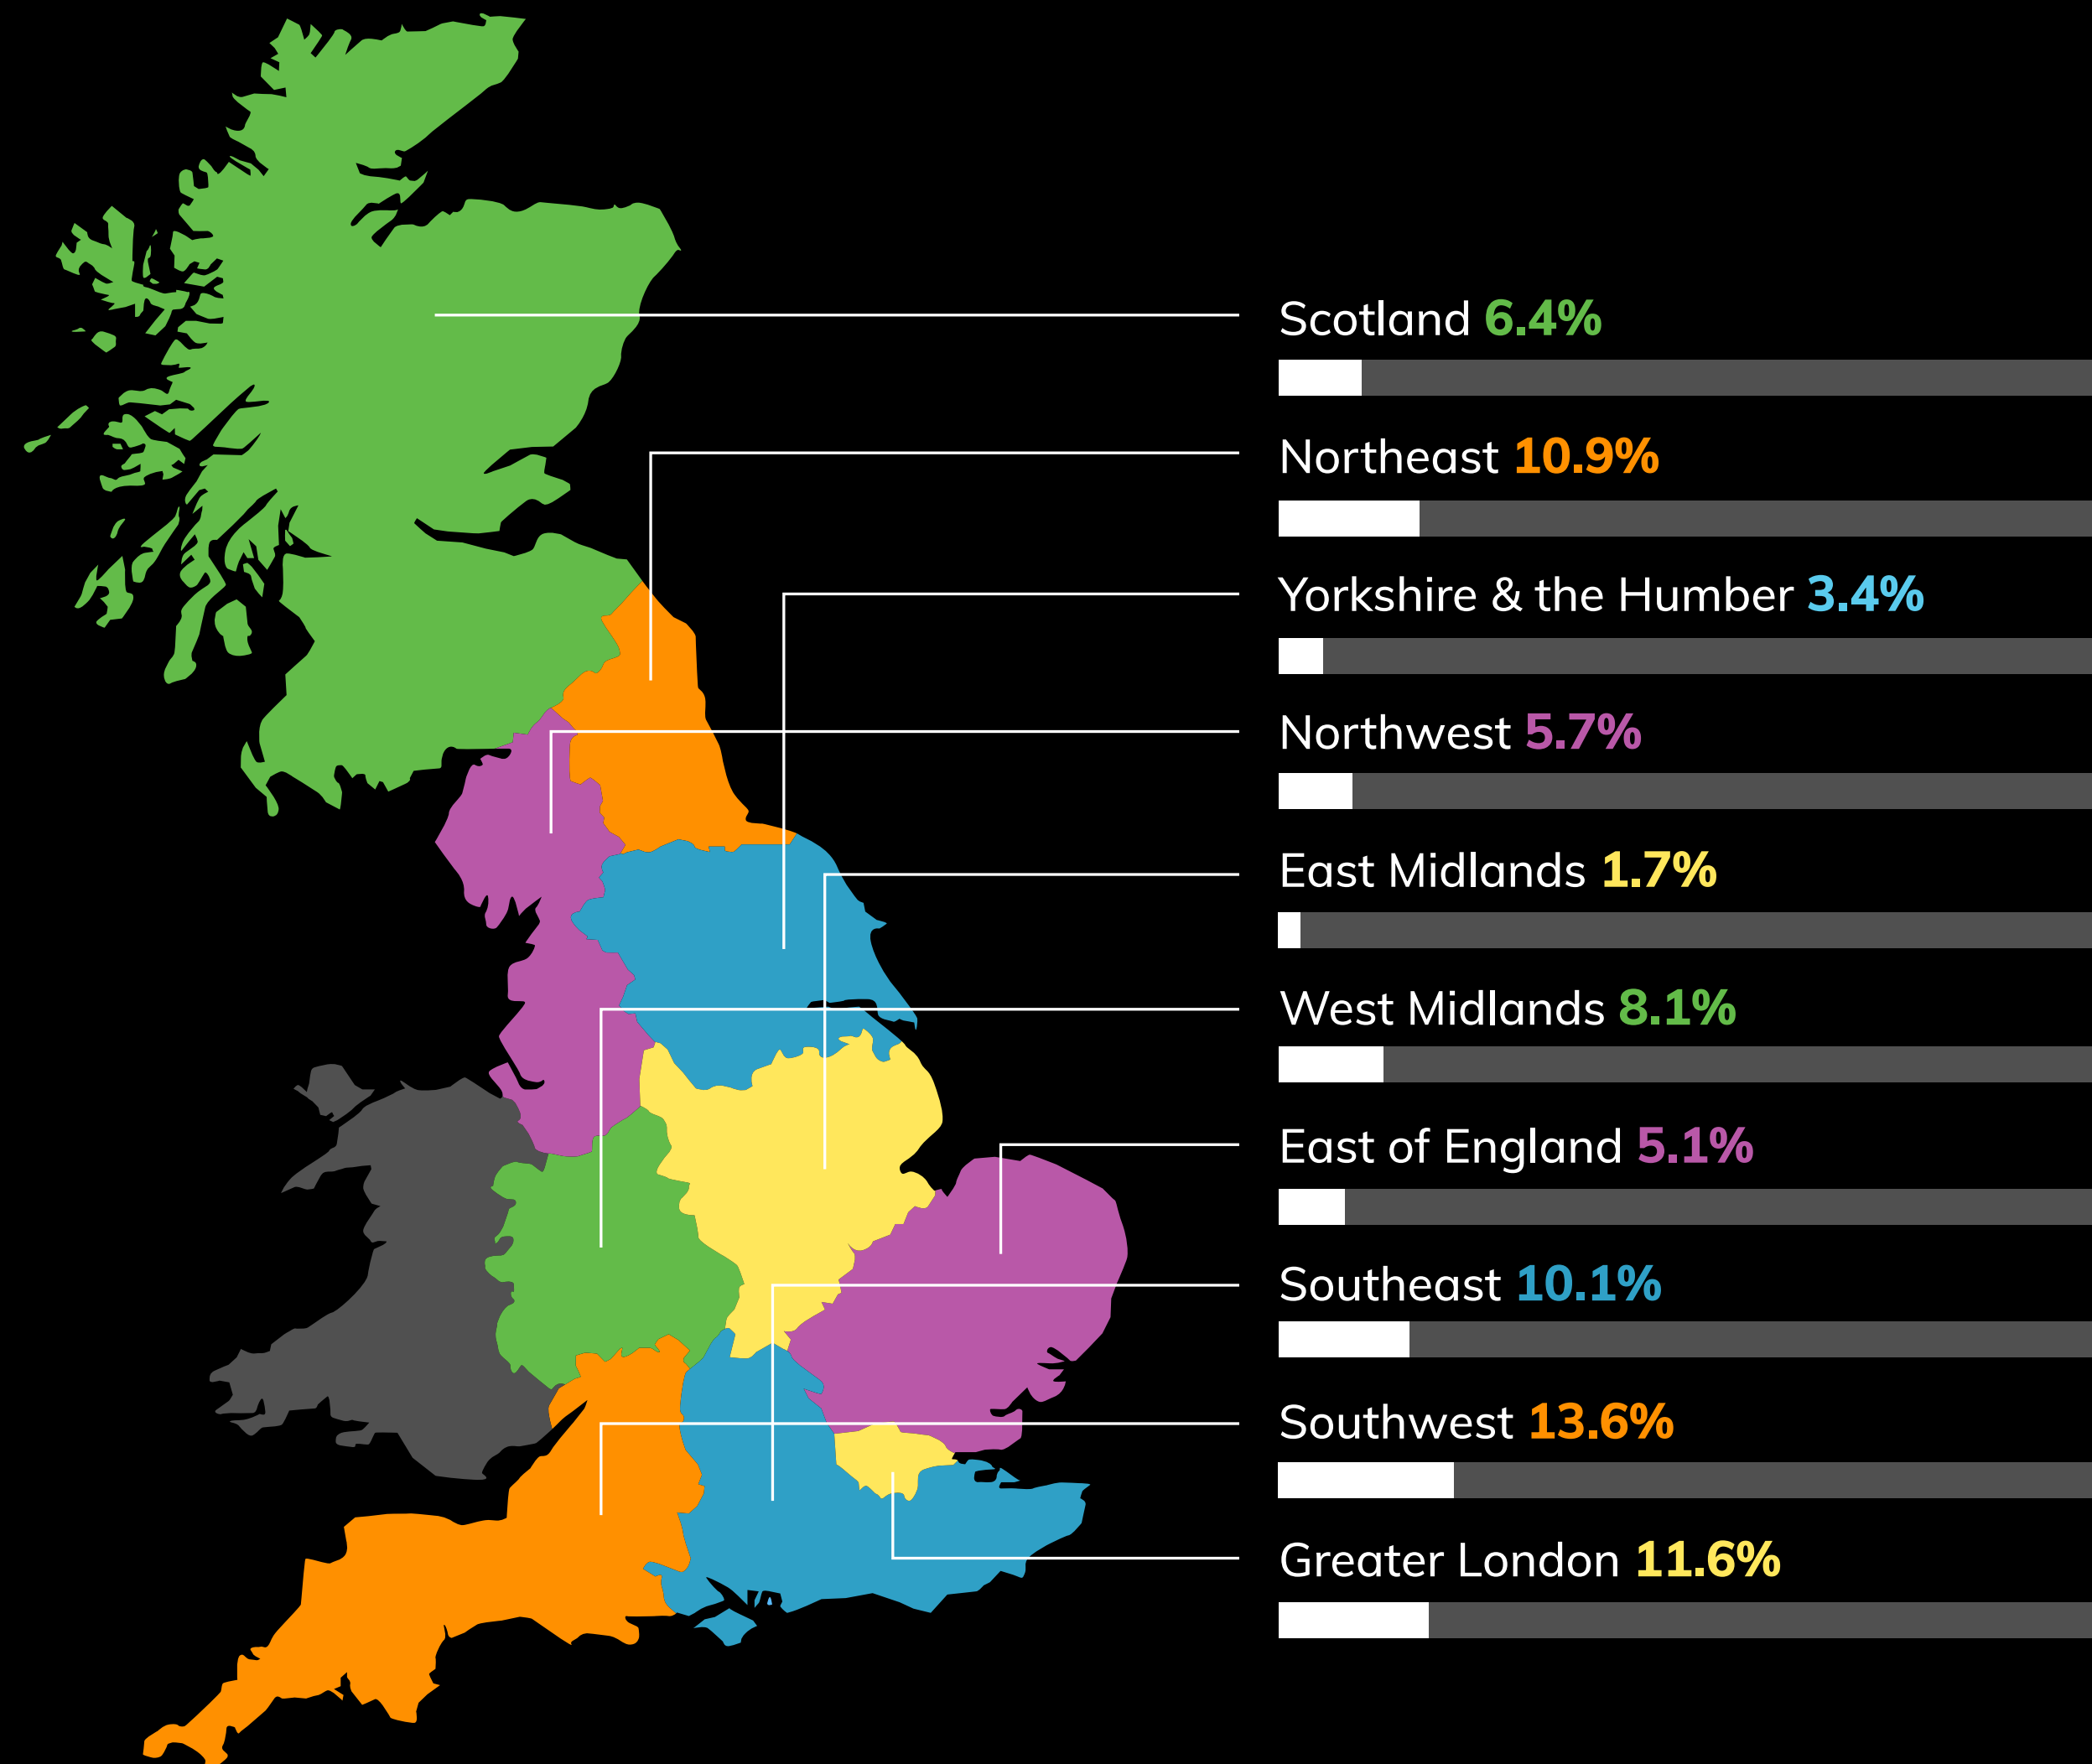 Scotland 6.4%
Northeast 10.9%
Yorkshire & the Humber 3.4%
Northwest 5.7%
East Midlands 1.7%
West Midlands 8.1%
East of England 5.1%
Southeast 10.1%
Southwest 13.6%
Greater London 11.6%